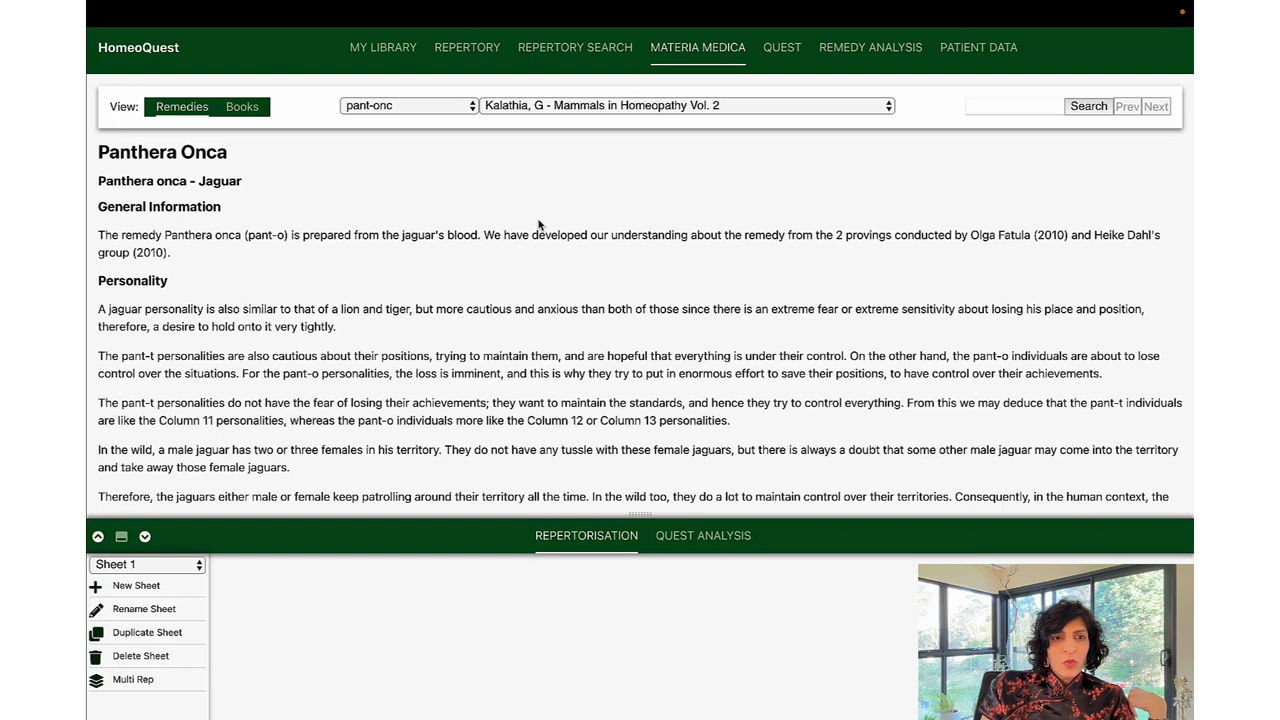 HomeoQuest
MY LIBRARY REPERTORY REPERTORY SEARCH MATERIA MEDICA QUEST REMEDY ANALYSIS PATIENT DATA
View: Remedies Books pant-onc Kalathia, G - Mammals in Homeopathy Vol. 2 Search Prev Next
Panthera Onca
Panthera onca - Jaguar
General Information
The remedy Panthera onca (pant-o) is prepared from the jaguar's blood. We have developed our understanding about the remedy from the 2 provings conducted by Olga Fatula (2010) and Heike Dahl's
group (2010).
Personality
A jaguar personality is also similar to that of a lion and tiger, but more cautious and anxious than both of those since there is an extreme fear or extreme sensitivity about losing his place and position,
therefore, a desire to hold onto it very tightly.
The pant-t personalities are also cautious about their positions, trying to maintain them, and are hopeful that everything is under their control. On the other hand, the pant-o individuals are about to lose
control over the situations. For the pant-o personalities, the loss is imminent, and this is why they try to put in enormous effort to save their positions, to have control over their achievements.
The pant-t personalities do not have the fear of losing their achievements; they want to maintain the standards, and hence they try to control everything. From this we may deduce that the pant-t individuals
are like the Column 11 personalities, whereas the pant-o individuals more like the Column 12 or Column 13 personalities.
In the wild, a male jaguar has two or three females in his territory. They do not have any tussle with these female jaguars, but there is always a doubt that some other male jaguar may come into the territory
and take away those female jaguars.
Therefore, the jaguars either male or female keep patrolling around their territory all the time. In the wild too, they do a lot to maintain control over their territories. Consequently, in the human context, the
REPERTORISATION QUEST ANALYSIS
Sheet 1
New Sheet
Rename Sheet
Duplicate Sheet
Delete Sheet
Multi Rep